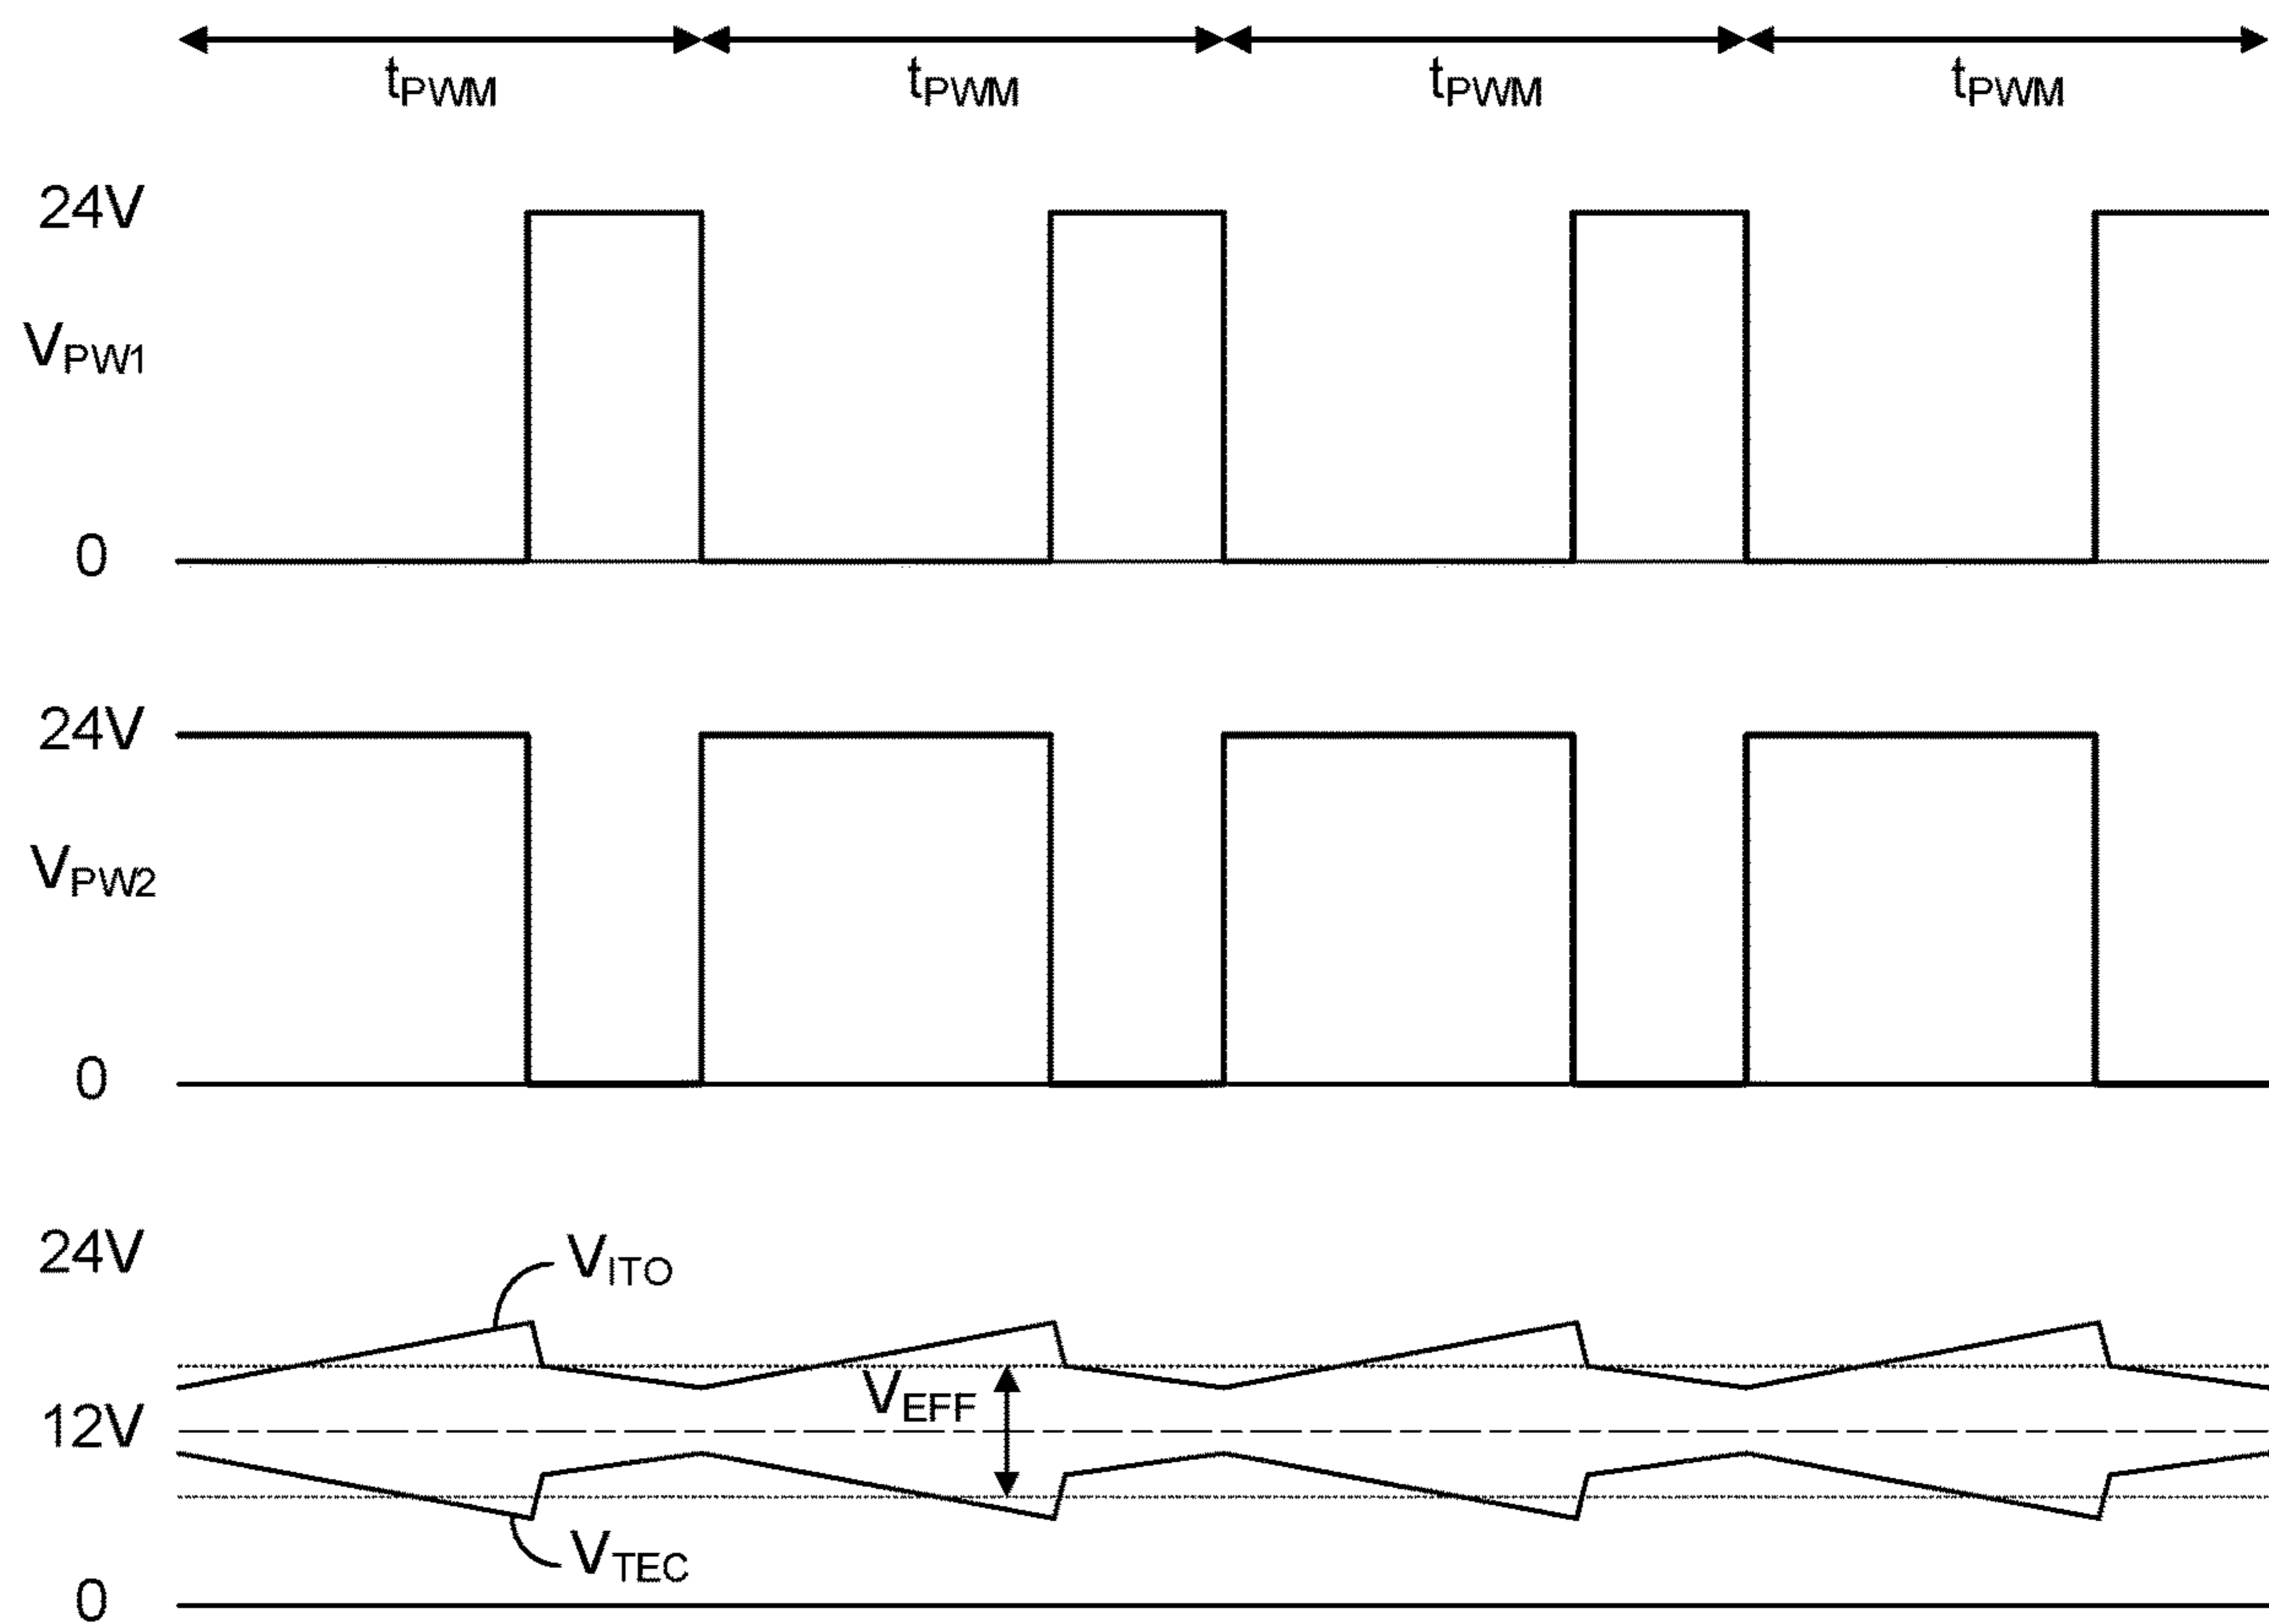 tPWM tPWM tPWM tPWM
24V
VPW1
0
24V
VPW2
0
24V
VITO
VEFF
12V
VTEC
0